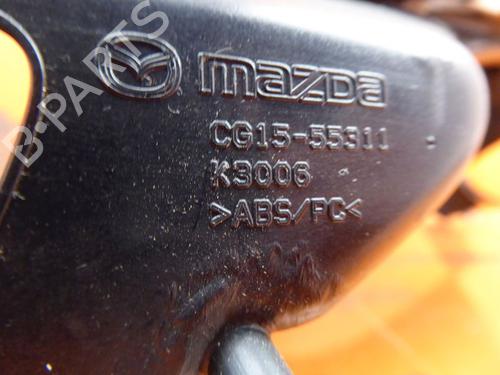 B-PARTS
mazda
CG15-55311
K3006
>ABS/PC<